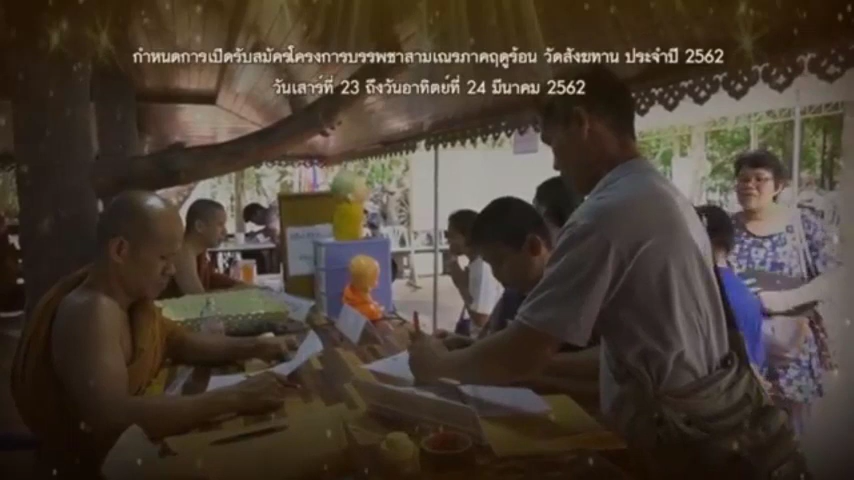 กำหนดการเปิดรับสมัครโครงการบรรพชาสามเณรภาคฤดูร้อน วัดสังฆทาน ประจำปี 2562
วันเสาร์ที่ 23 ถึงวันอาทิตย์ที่ 24 มีนาคม 2562